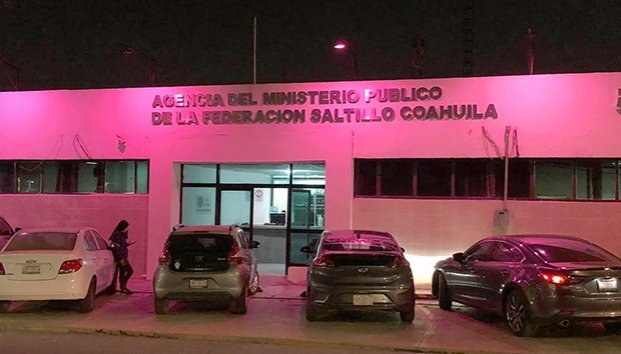 AGENCIA DEL MINISTERIO PUBLICO
DE LA FEDERACION SALTILLO COAHUILA